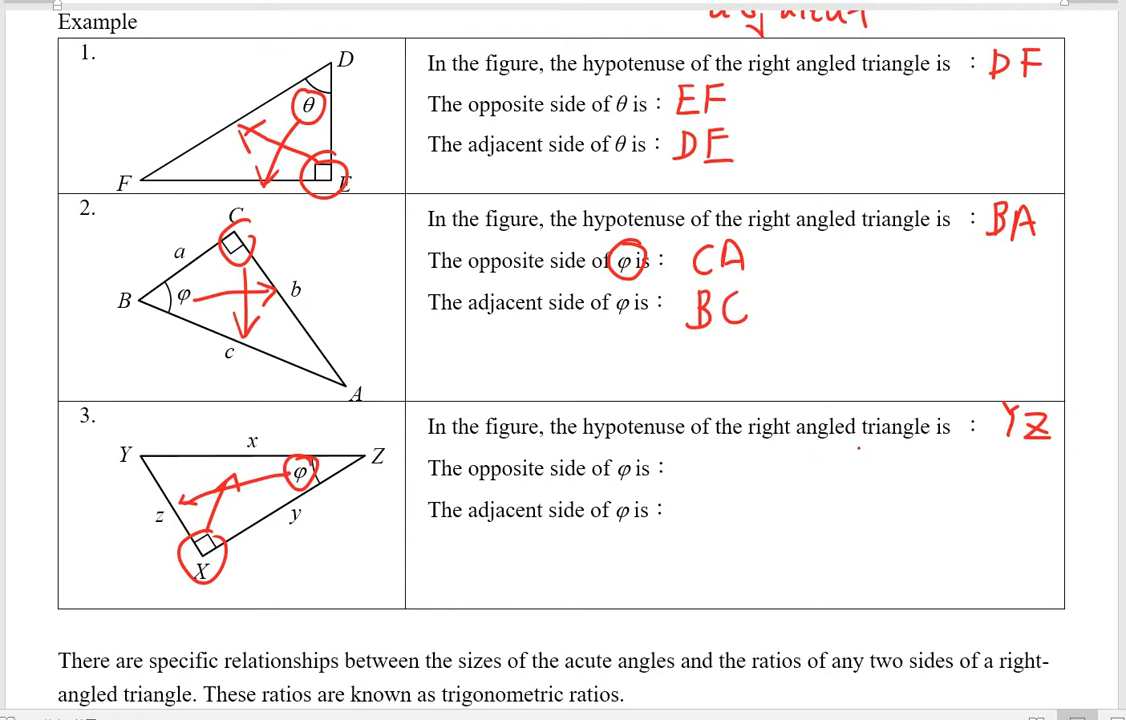 Example
1.
D
θ
F
E
In the figure, the hypotenuse of the right angled triangle is : DF
The opposite side of θ is : EF
The adjacent side of θ is : DE
2.
C
a
B
φ
b
c
A
In the figure, the hypotenuse of the right angled triangle is : BA
The opposite side of φ is : CA
The adjacent side of φ is : BC
3.
Y
x
Z
φ
z
y
X
In the figure, the hypotenuse of the right angled triangle is : YZ
The opposite side of φ is :
The adjacent side of φ is :
There are specific relationships between the sizes of the acute angles and the ratios of any two sides of a right-
angled triangle. These ratios are known as trigonometric ratios.